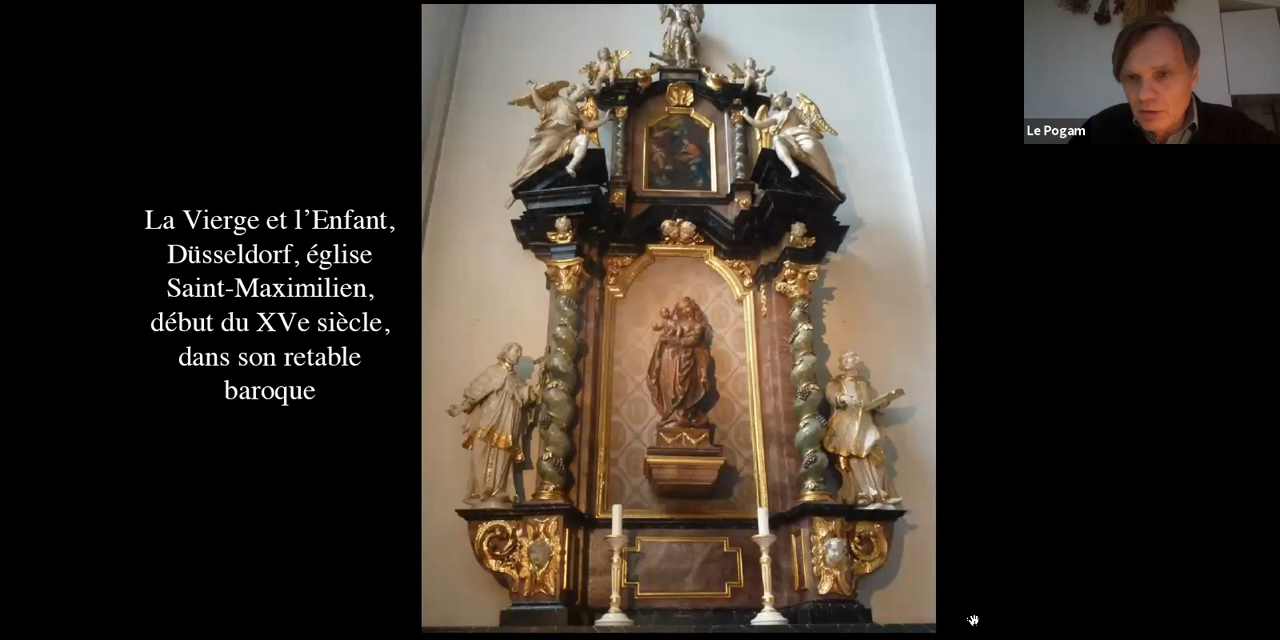 La Vierge et l’Enfant,
Düsseldorf, église
Saint-Maximilien,
début du XVe siècle,
dans son retable
baroque
Le Pogam